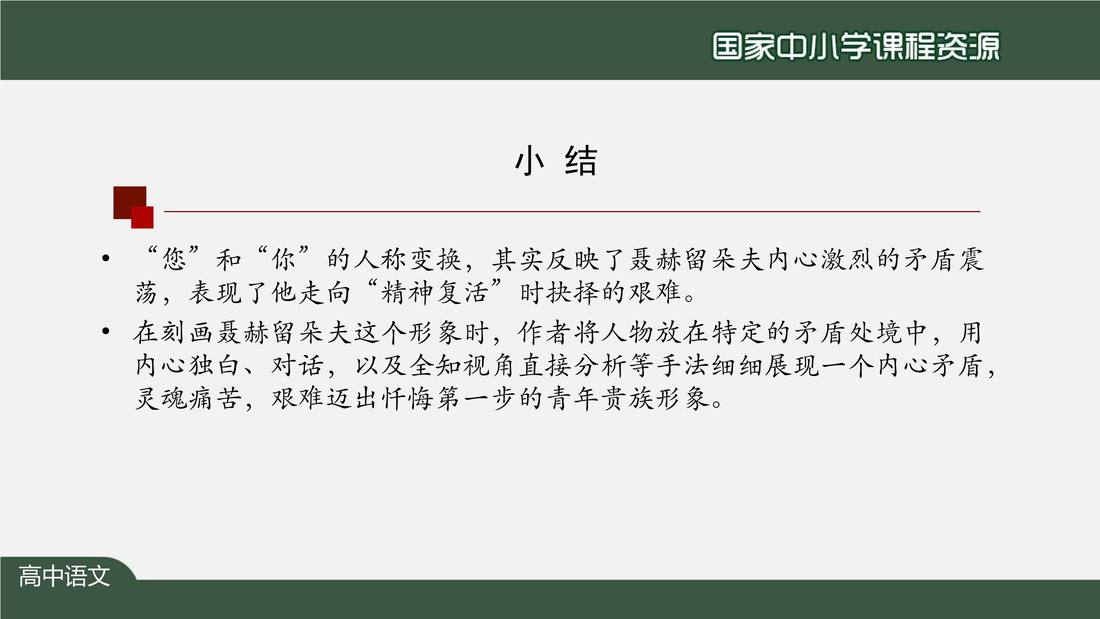 国家中小学课程资源
小 结
• “您”和“你”的人称变换，其实反映了聂赫留朵夫内心激烈的矛盾震
荡，表现了他走向“精神复活”时抉择的艰难。
• 在刻画聂赫留朵夫这个形象时，作者将人物放在特定的矛盾处境中，用
内心独白、对话，以及全知视角直接分析等手法细细展现一个内心矛盾，
灵魂痛苦，艰难迈出忏悔第一步的青年贵族形象。
高中语文